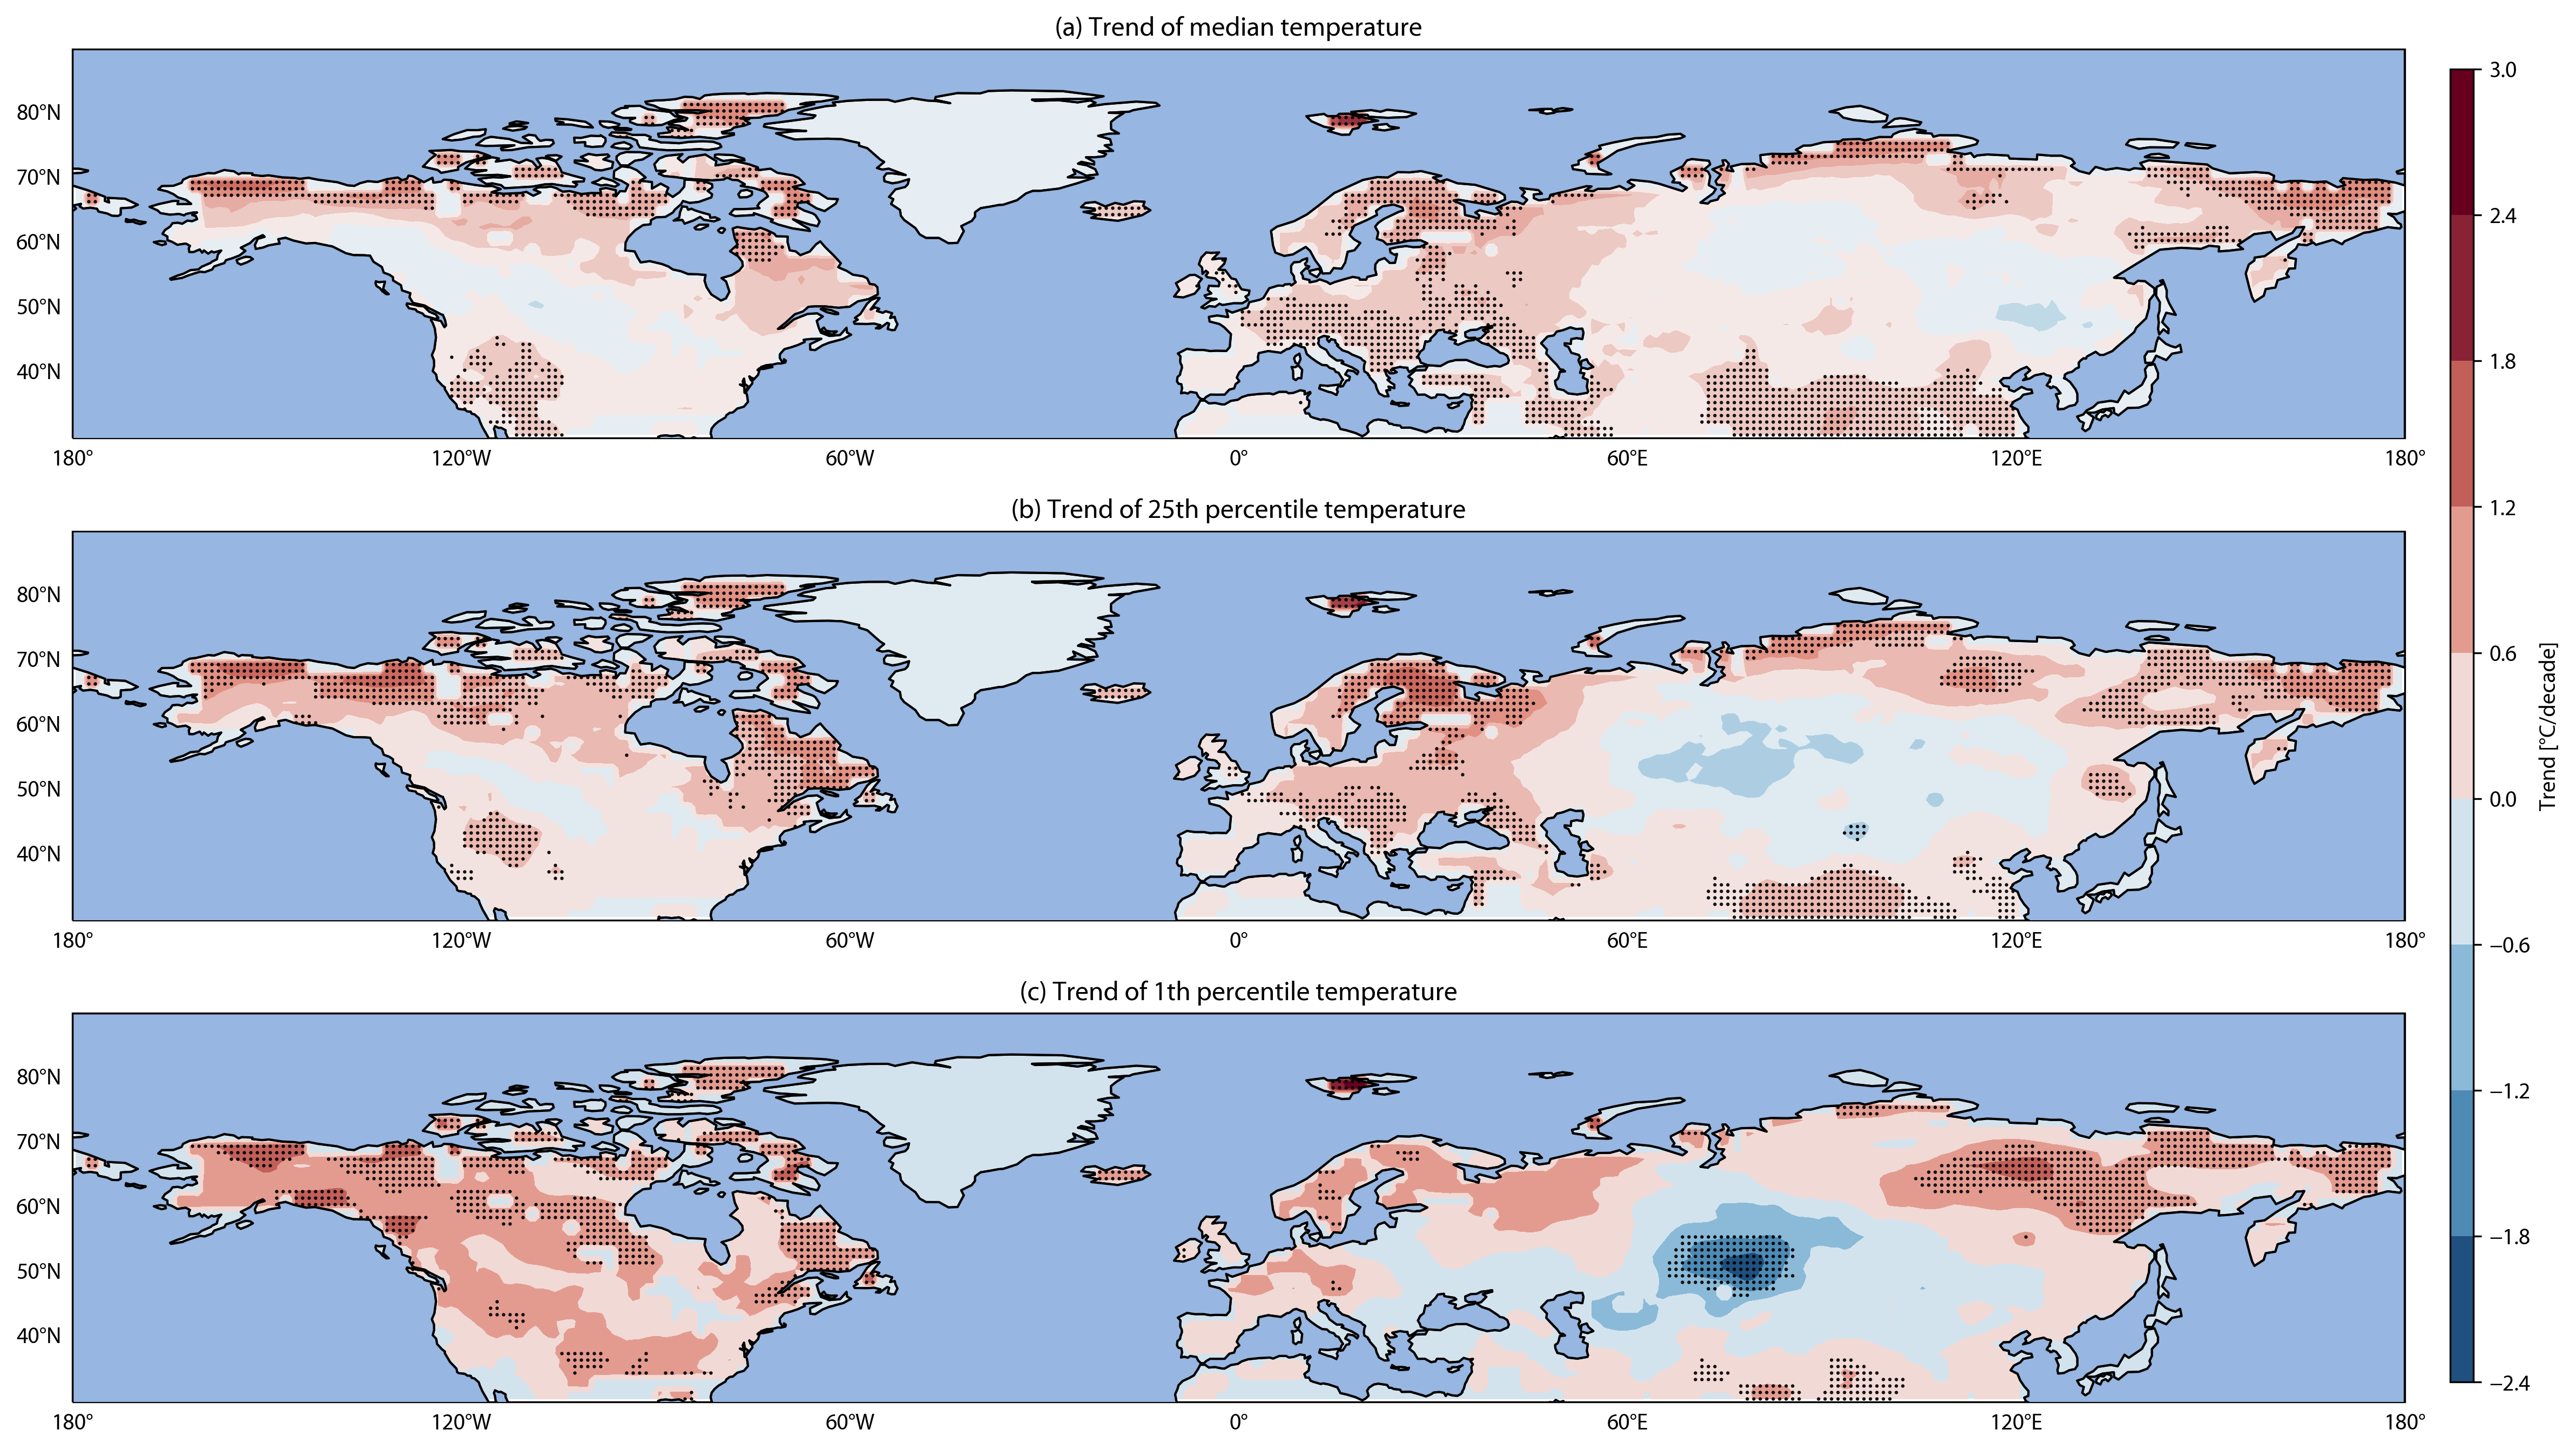 (a) Trend of median temperature
80°N
70°N
60°N
50°N
40°N
180° 120°W 60°W 0° 60°E 120°E 180°
(b) Trend of 25th percentile temperature
80°N
70°N
60°N
50°N
40°N
180° 120°W 60°W 0° 60°E 120°E 180°
(c) Trend of 1th percentile temperature
80°N
70°N
60°N
50°N
40°N
180° 120°W 60°W 0° 60°E 120°E 180°
3.0
2.4
1.8
1.2
0.6
0.0
−0.6
−1.2
−1.8
−2.4
Trend [°C/decade]